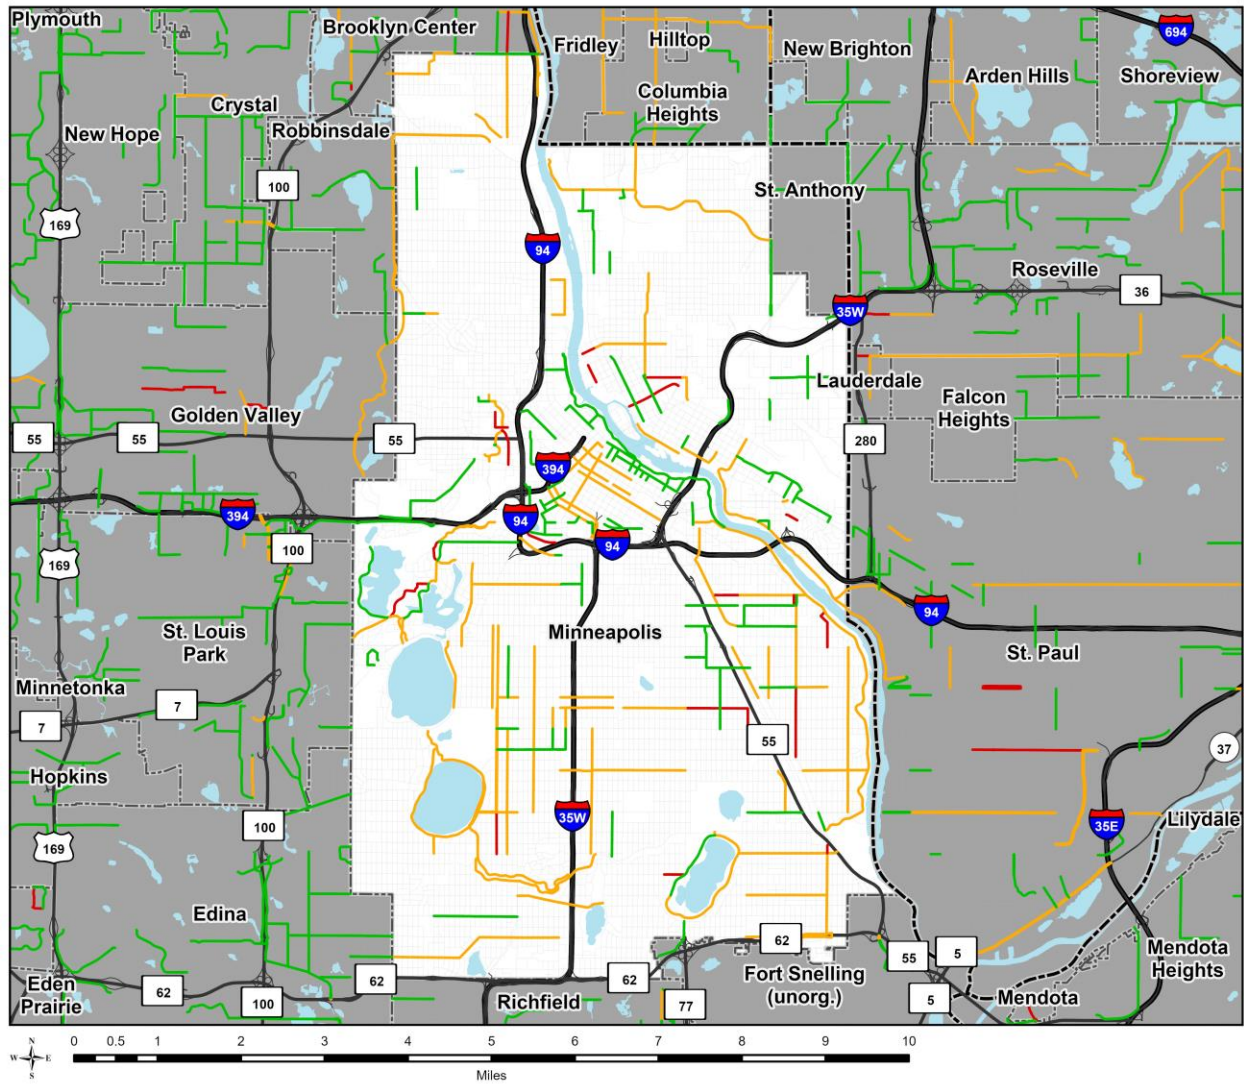 Plymouth
Brooklyn Center
Fridley
Hilltop
New Brighton
694
Arden Hills
Shoreview
Columbia
Heights
Crystal
New Hope
Robbinsdale
100
St. Anthony
169
94
Roseville
36
35W
Lauderdale
Falcon
Heights
Golden Valley
55
55
55
280
394
394
94
94
100
169
94
St. Louis
Park
Minneapolis
St. Paul
Minnetonka
7
7
55
37
Hopkins
100
35W
35E
Lilydale
169
Edina
62
55
5
Mendota
Heights
Fort Snelling
(unorg.)
Eden
Prairie
62
100
62
Richfield
62
77
5
Mendota
N
W
E
S
0
0.5
1
2
3
4
5
6
7
8
9
10
Miles